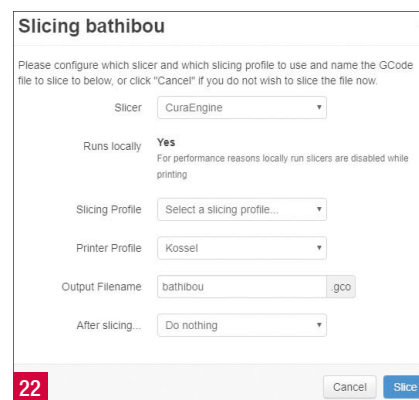 Slicing bathibou
Please configure which slicer and which slicing profile to use and name the GCode
file to slice to below, or click "Cancel" if you do not wish to slice the file now.
Slicer CuraEngine
Runs locally Yes
For performance reasons locally run slicers are disabled while
printing
Slicing Profile Select a slicing profile...
Printer Profile Kossel
Output Filename bathibou .gco
After slicing... Do nothing
22 Cancel Slice